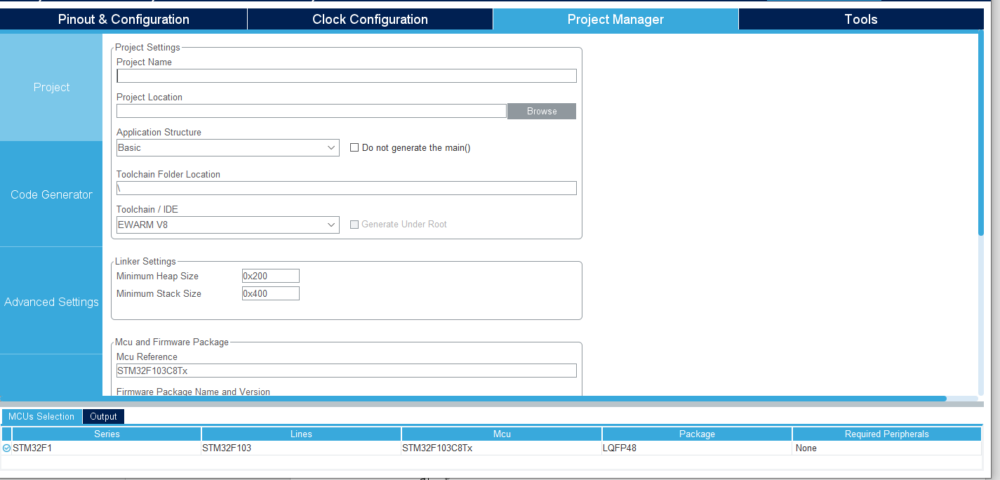 Pinout & Configuration
Clock Configuration
Project Manager
Tools
Project
Code Generator
Advanced Settings
Project Settings
Project Name
Project Location
Browse
Application Structure
Basic
Do not generate the main()
Toolchain Folder Location
\
Toolchain / IDE
EWARM V8
Generate Under Root
Linker Settings
Minimum Heap Size 0x200
Minimum Stack Size 0x400
Mcu and Firmware Package
Mcu Reference
STM32F103C8Tx
Firmware Package Name and Version
MCUs Selection Output
Series Lines Mcu Package Required Peripherals
STM32F1 STM32F103 STM32F103C8Tx LQFP48 None